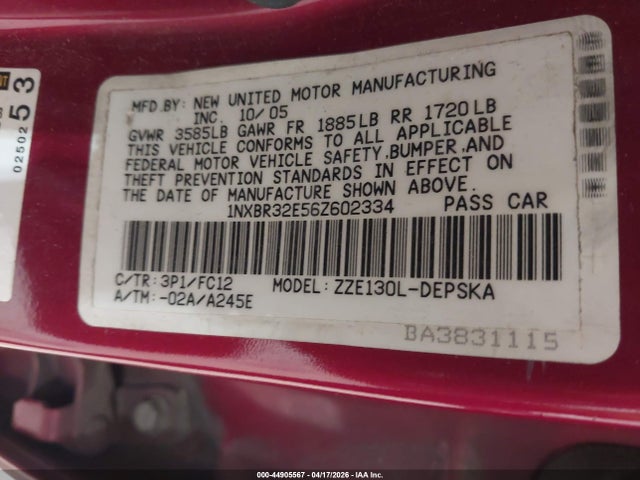 MFD.BY: NEW UNITED MOTOR MANUFACTURING
INC. 10/05
GVWR 3585LB GAWR FR 1885LB RR 1720LB
THIS VEHICLE CONFORMS TO ALL APPLICABLE
FEDERAL MOTOR VEHICLE SAFETY,BUMPER,AND
THEFT PREVENTION STANDARDS IN EFFECT ON
THE DATE OF MANUFACTURE SHOWN ABOVE.
1NXBR32E56Z602334 PASS CAR
C/TR:3P1/FC12 MODEL: ZZE130L-DEPSKA
A/TM:-02A/A245E
BA3831115
02502
53
000-44905567 - 04/17/2026 - IAA Inc.